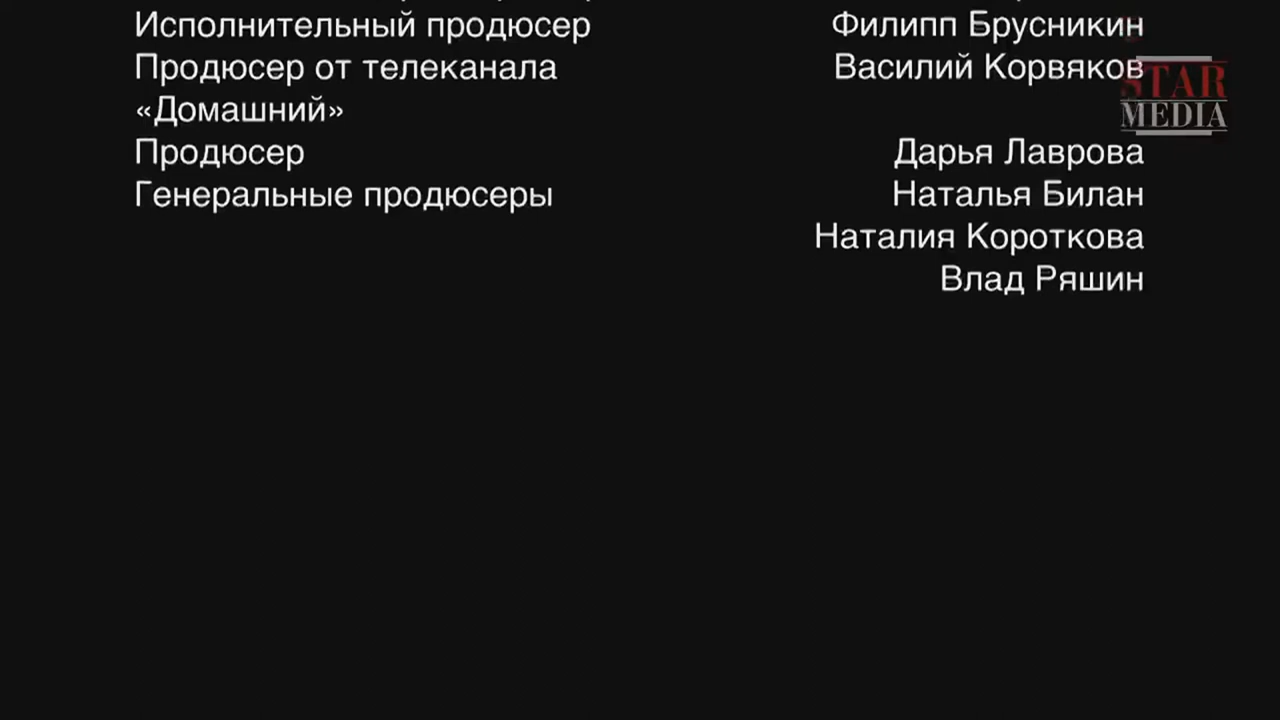 Исполнительный продюсер Филипп Брусникин
Продюсер от телеканала Василий Корвяков
«Домашний»
Продюсер Дарья Лаврова
Генеральные продюсеры Наталья Билан
Наталия Короткова
Влад Ряшин
STAR
MEDIA